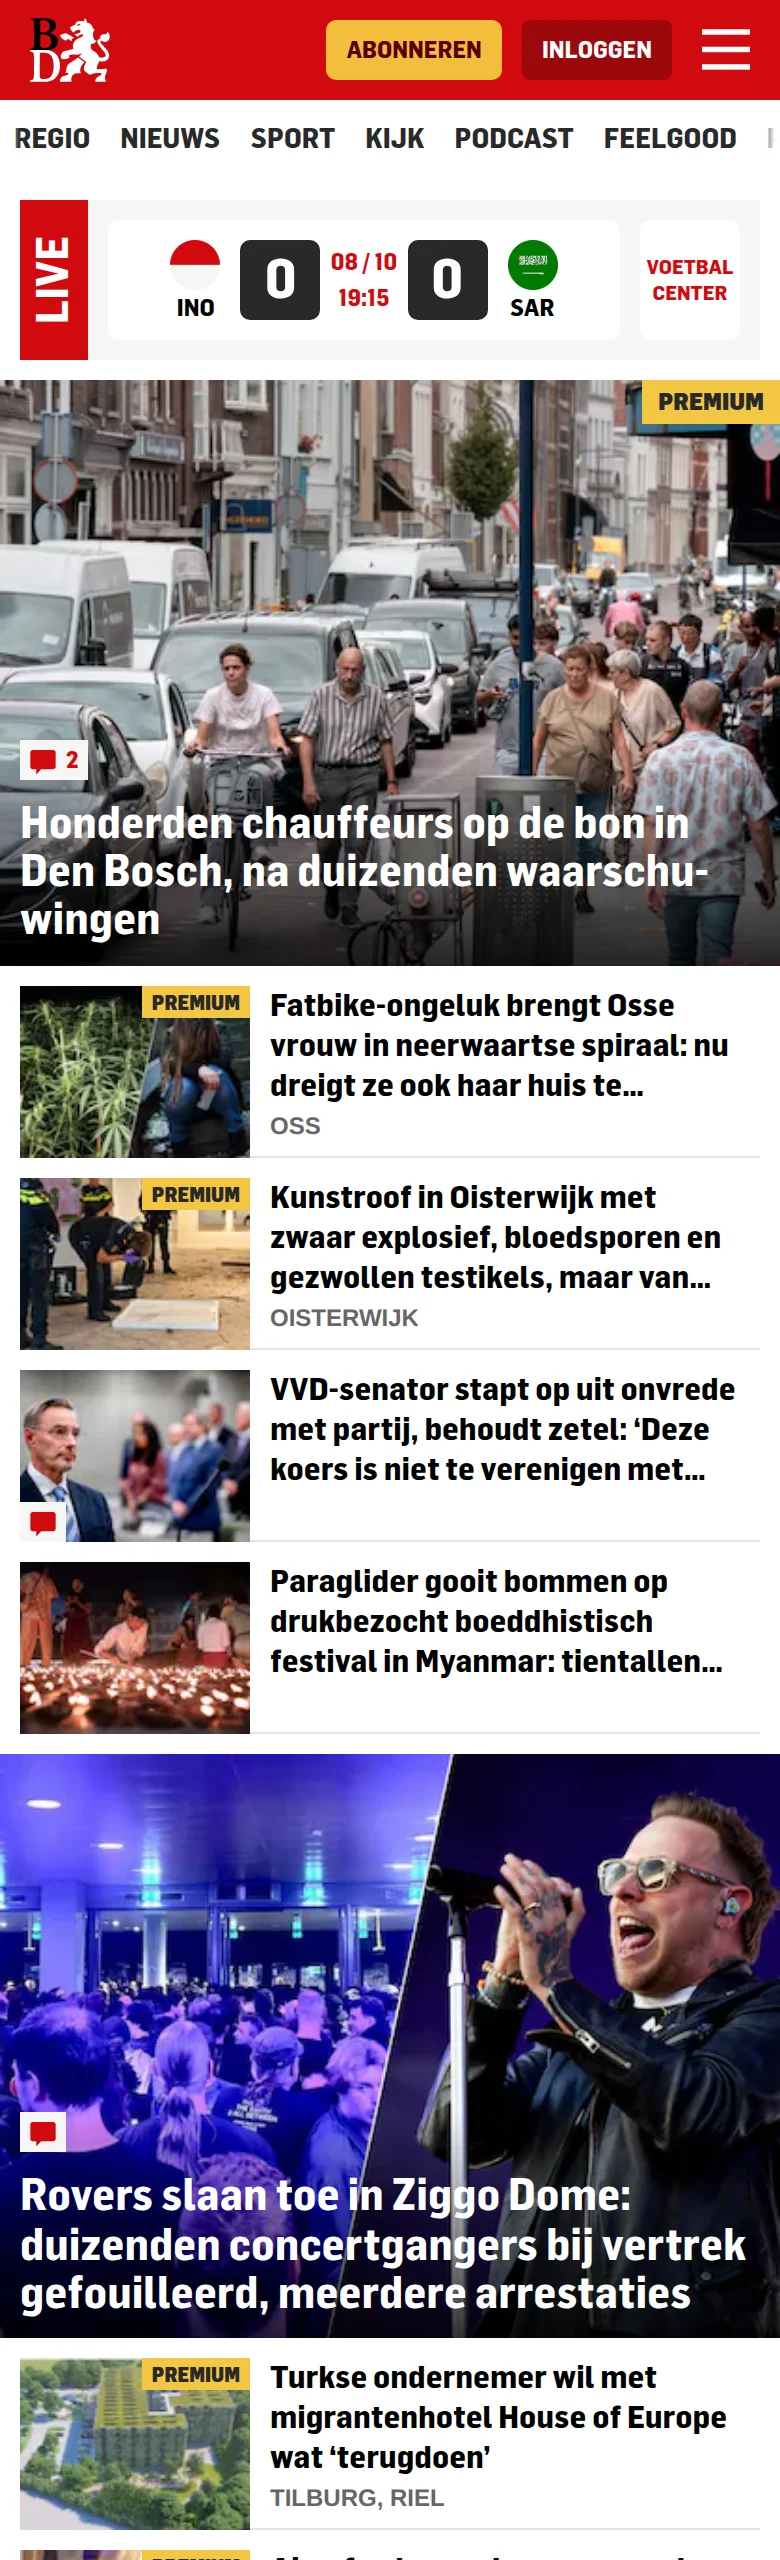 BD
ABONNEREN
INLOGGEN
REGIO NIEUWS SPORT KIJK PODCAST FEELGOOD
LIVE
INO
0
08 / 10
19:15
0
SAR
VOETBAL
CENTER
PREMIUM
2
Honderden chauffeurs op de bon in
Den Bosch, na duizenden waarschu-
wingen
PREMIUM
Fatbike-ongeluk brengt Osse
vrouw in neerwaartse spiraal: nu
dreigt ze ook haar huis te...
OSS
PREMIUM
Kunstroof in Oisterwijk met
zwaar explosief, bloedsporen en
gezwollen testikels, maar van...
OISTERWIJK
VVD-senator stapt op uit onvrede
met partij, behoudt zetel: ‘Deze
koers is niet te verenigen met...
Paraglider gooit bommen op
drukbezocht boeddhistisch
festival in Myanmar: tientallen...
Rovers slaan toe in Ziggo Dome:
duizenden concertgangers bij vertrek
gefouilleerd, meerdere arrestaties
PREMIUM
Turkse ondernemer wil met
migrantenhotel House of Europe
wat ‘terugdoen’
TILBURG, RIEL